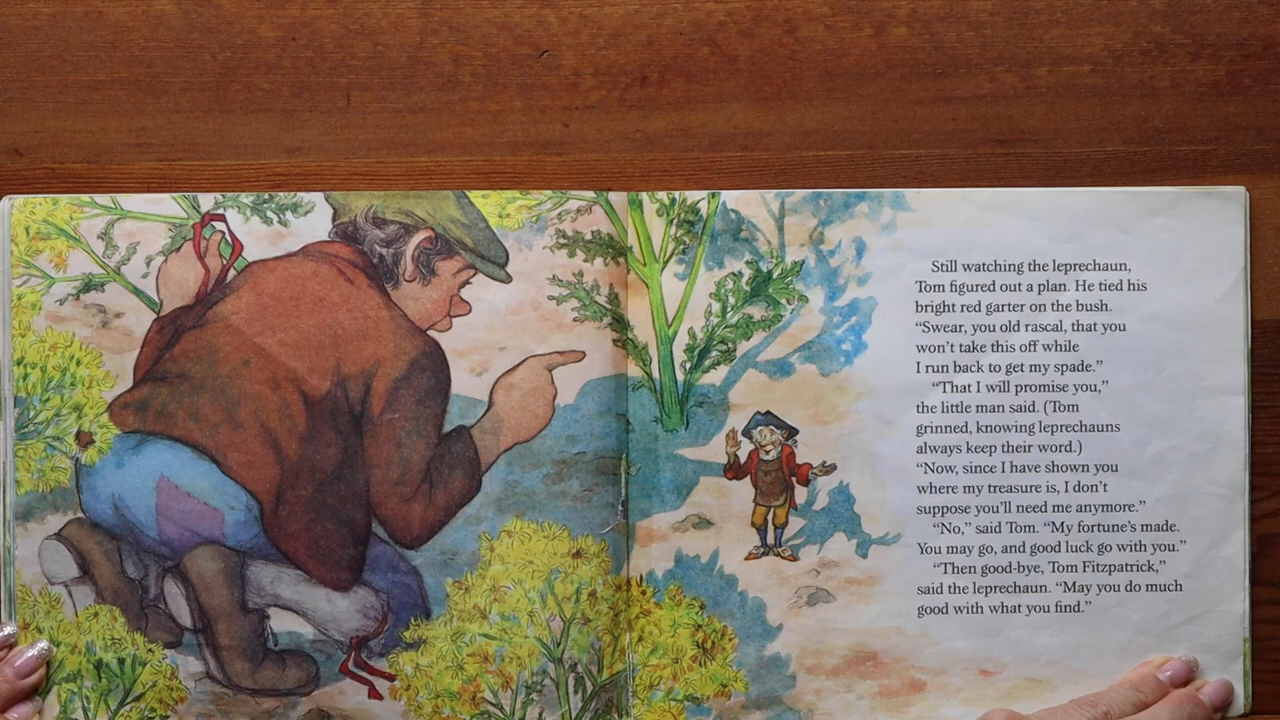 Still watching the leprechaun,
Tom figured out a plan. He tied his
bright red garter on the bush.
“Swear, you old rascal, that you
won’t take this off while
I run back to get my spade.”
“That I will promise you,”
the little man said. (Tom
grinned, knowing leprechauns
always keep their word.)
“Now, since I have shown you
where my treasure is, I don’t
suppose you’ll need me anymore.”
“No,” said Tom. “My fortune’s made.
You may go, and good luck go with you.”
“Then good-bye, Tom Fitzpatrick,”
said the leprechaun. “May you do much
good with what you find.”